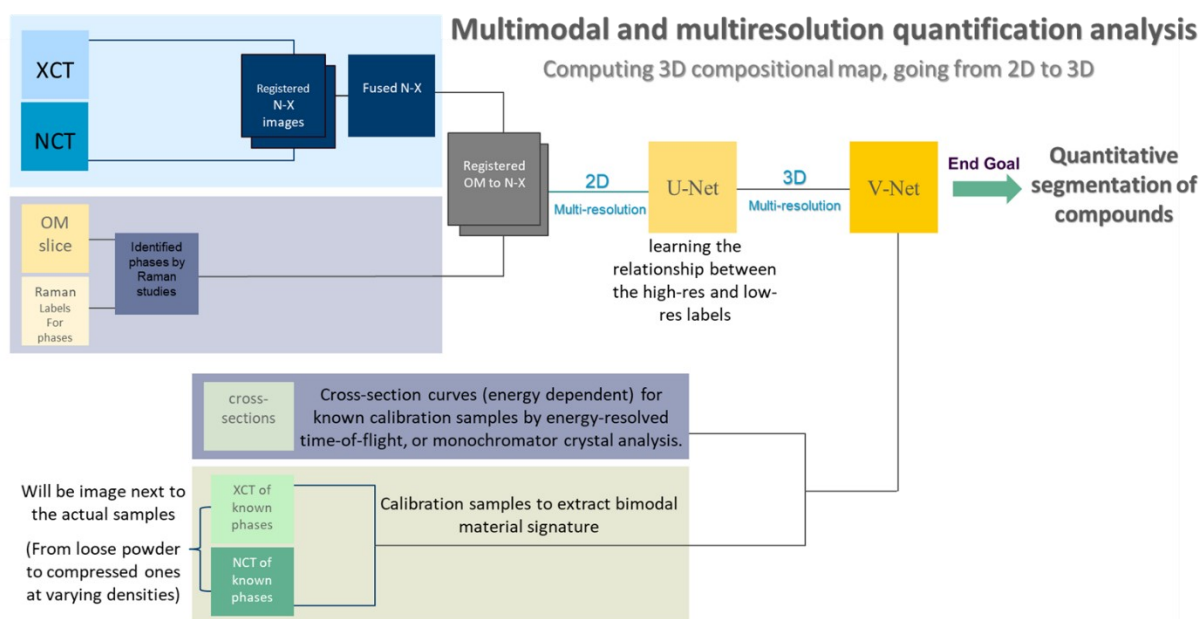 Multimodal and multiresolution quantification analysis
Computing 3D compositional map, going from 2D to 3D
XCT
NCT
Registered
N-X
images
Fused N-X
OM
slice
Raman
Labels
For
phases
Identified
phases by
Raman
studies
Registered
OM to N-X
2D
Multi-resolution
U-Net
learning the
relationship between
the high-res and low-
res labels
3D
Multi-resolution
V-Net
End Goal
Quantitative
segmentation of
compounds
cross-
sections
Cross-section curves (energy dependent) for
known calibration samples by energy-resolved
time-of-flight, or monochromator crystal analysis.
Will be image next to
the actual samples
(From loose powder
to compressed ones
at varying densities)
XCT of
known
phases
NCT of
known
phases
Calibration samples to extract bimodal
material signature